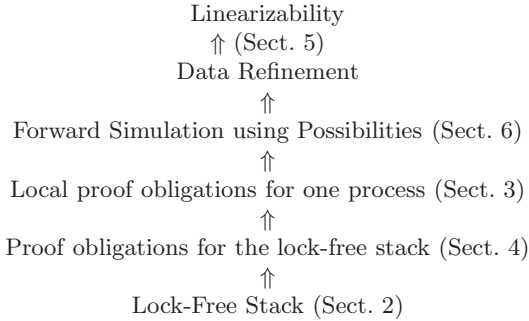 Linearizability
⇑ (Sect. 5)
Data Refinement
⇑
Forward Simulation using Possibilities (Sect. 6)
⇑
Local proof obligations for one process (Sect. 3)
⇑
Proof obligations for the lock-free stack (Sect. 4)
⇑
Lock-Free Stack (Sect. 2)